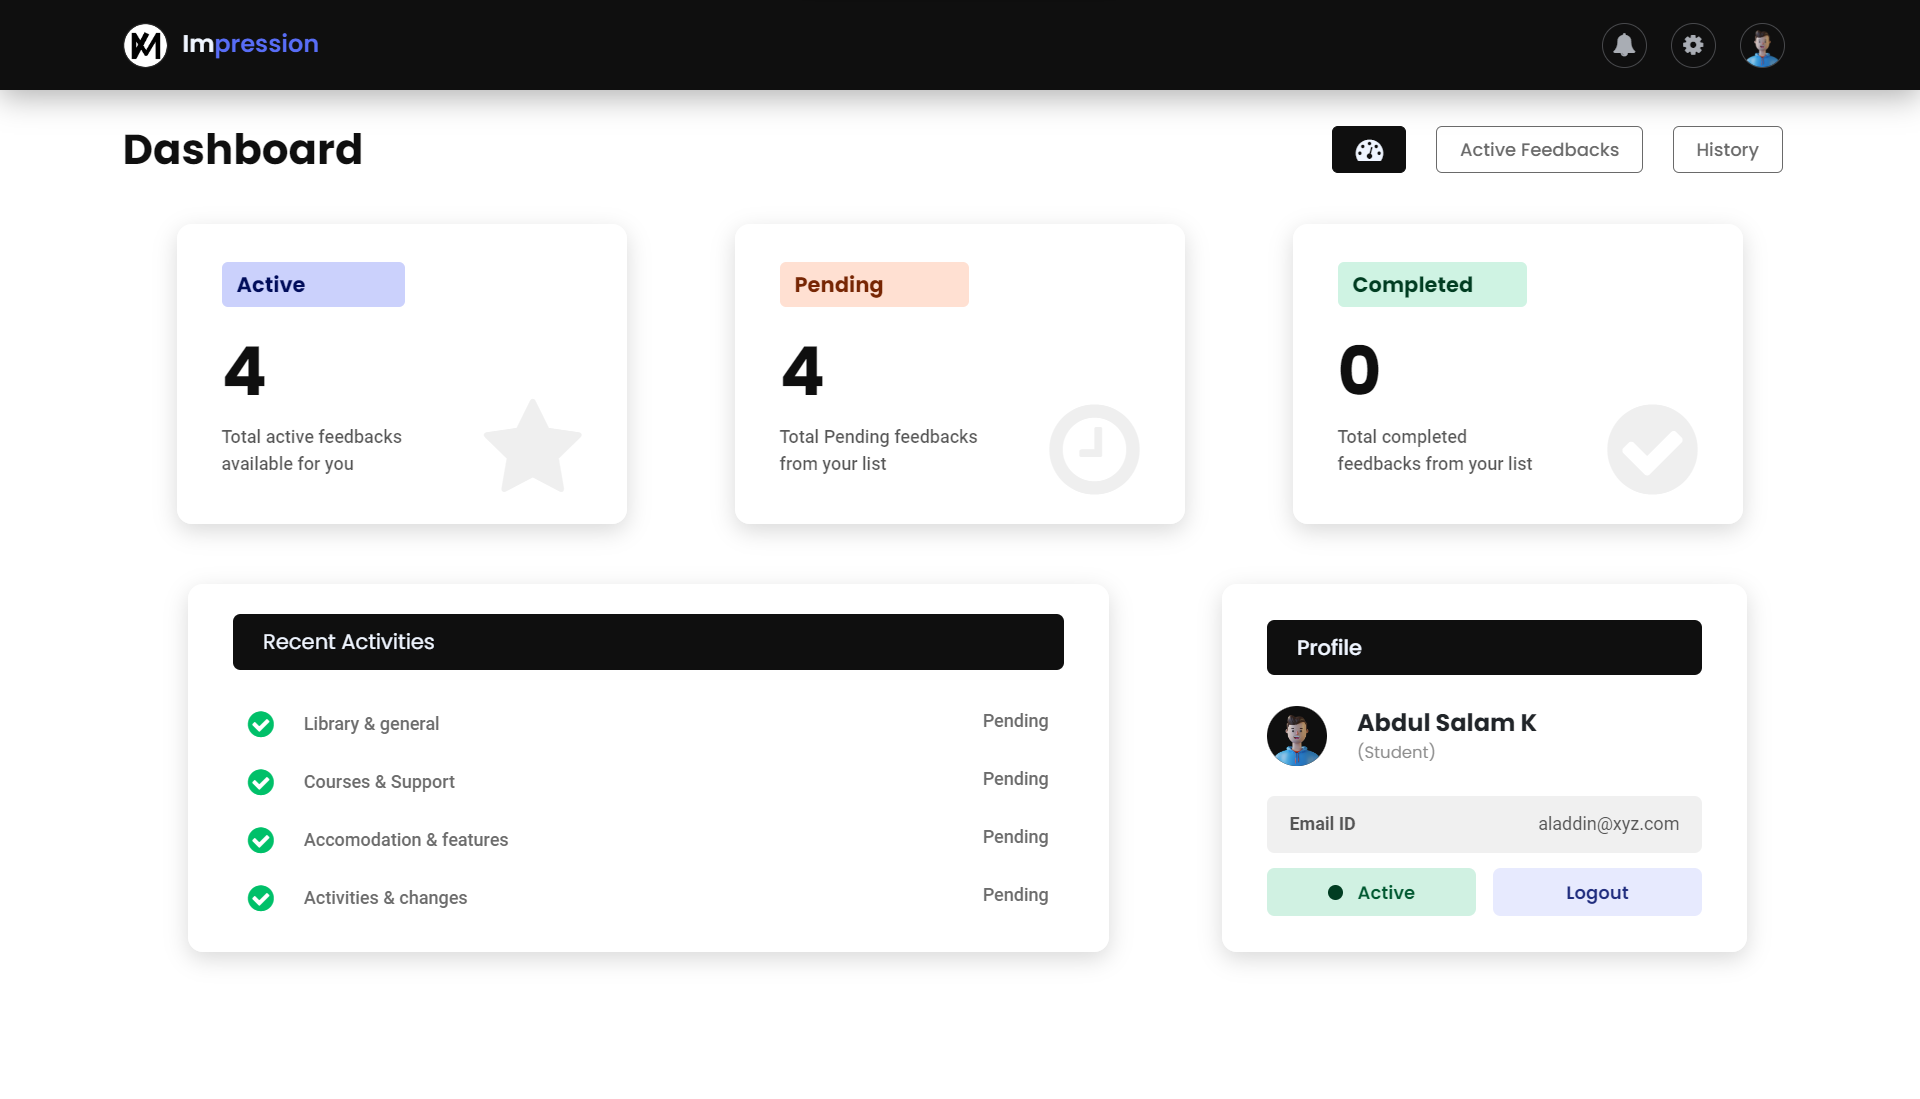 Impression
Dashboard
Active Feedbacks
History
Active
4
Total active feedbacks
available for you
Pending
4
Total Pending feedbacks
from your list
Completed
0
Total completed
feedbacks from your list
Recent Activities
Library & general Pending
Courses & Support Pending
Accomodation & features Pending
Activities & changes Pending
Profile
Abdul Salam K
(Student)
Email ID aladdin@xyz.com
Active
Logout